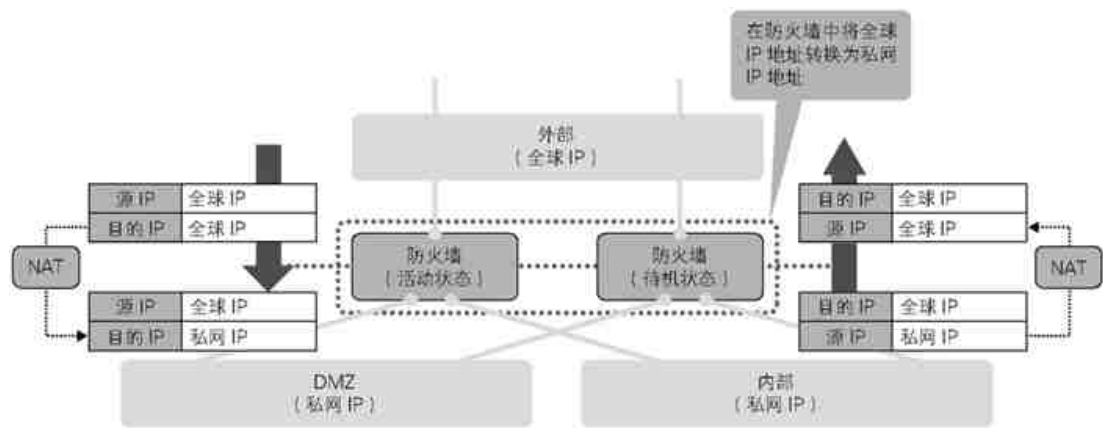 在防火墙中将全球
IP 地址转换为私网
IP 地址
外部
（全球 IP）
源 IP 全球 IP
目的 IP 全球 IP
NAT
源 IP 全球 IP
目的 IP 私网 IP
防火墙
（活动状态）
防火墙
（待机状态）
目的 IP 全球 IP
源 IP 全球 IP
NAT
目的 IP 全球 IP
源 IP 私网 IP
DMZ
（私网 IP）
内部
（私网 IP）